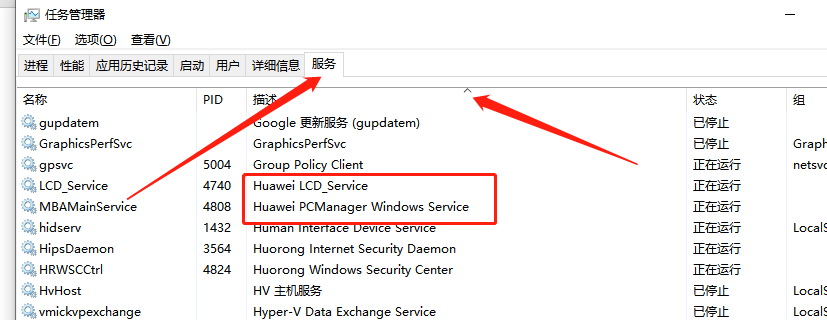 任务管理器
文件(F) 选项(O) 查看(V)
进程 性能 应用历史记录 启动 用户 详细信息 服务
名称 PID 描述 状态 组
gupdatem Google 更新服务 (gupdatem) 已停止
GraphicsPerfSvc GraphicsPerfSvc 已停止 Graph
gpsvc 5004 Group Policy Client 正在运行 netsvc
LCD_Service 4740 Huawei LCD_Service 正在运行
MBAMainService 4808 Huawei PCManager Windows Service 正在运行
hidserv 1432 Human Interface Device Service 正在运行 LocalS
HipsDaemon 3564 Huorong Internet Security Daemon 正在运行
HRWSCCtrl 4824 Huorong Windows Security Center 正在运行
HvHost HV 主机服务 已停止 LocalS
vmickvpexchange Hyper-V Data Exchange Service 已停止 LocalS